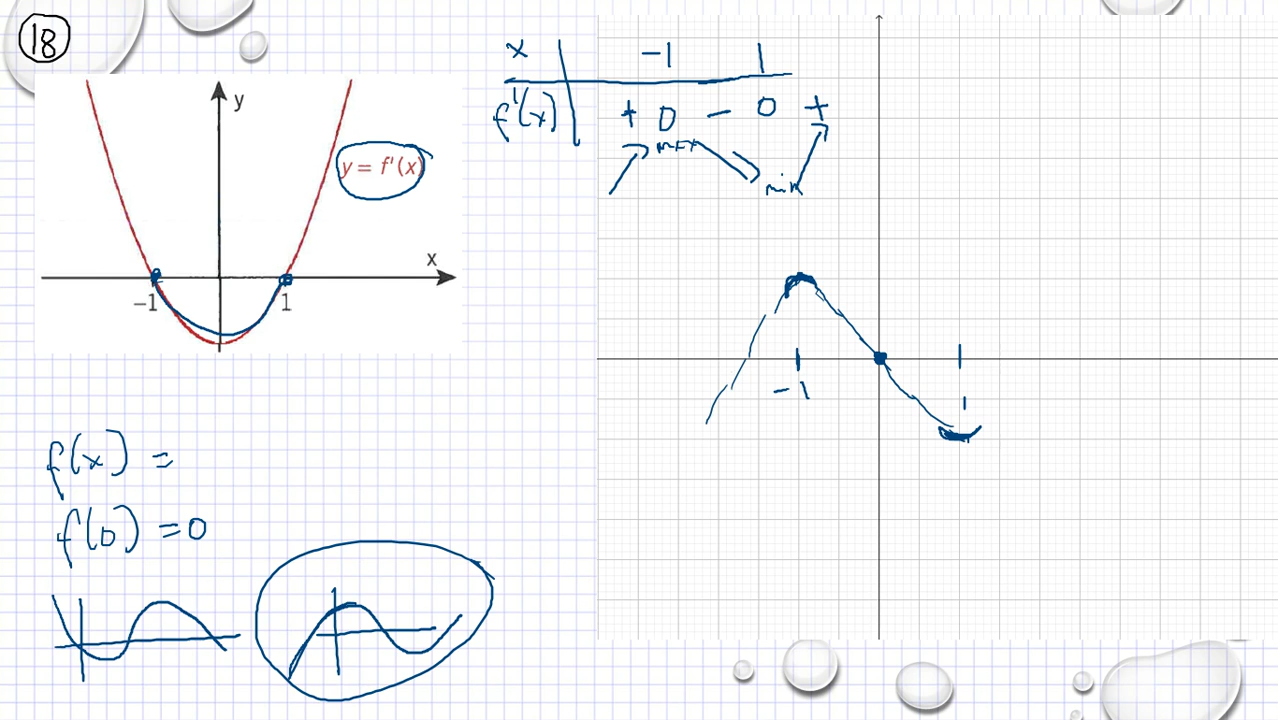 18
x -1 1
f'(x) + 0 - 0 +
max
min
y
y = f'(x)
x
-1 1
-1 1
f(x) =
f(0) = 0